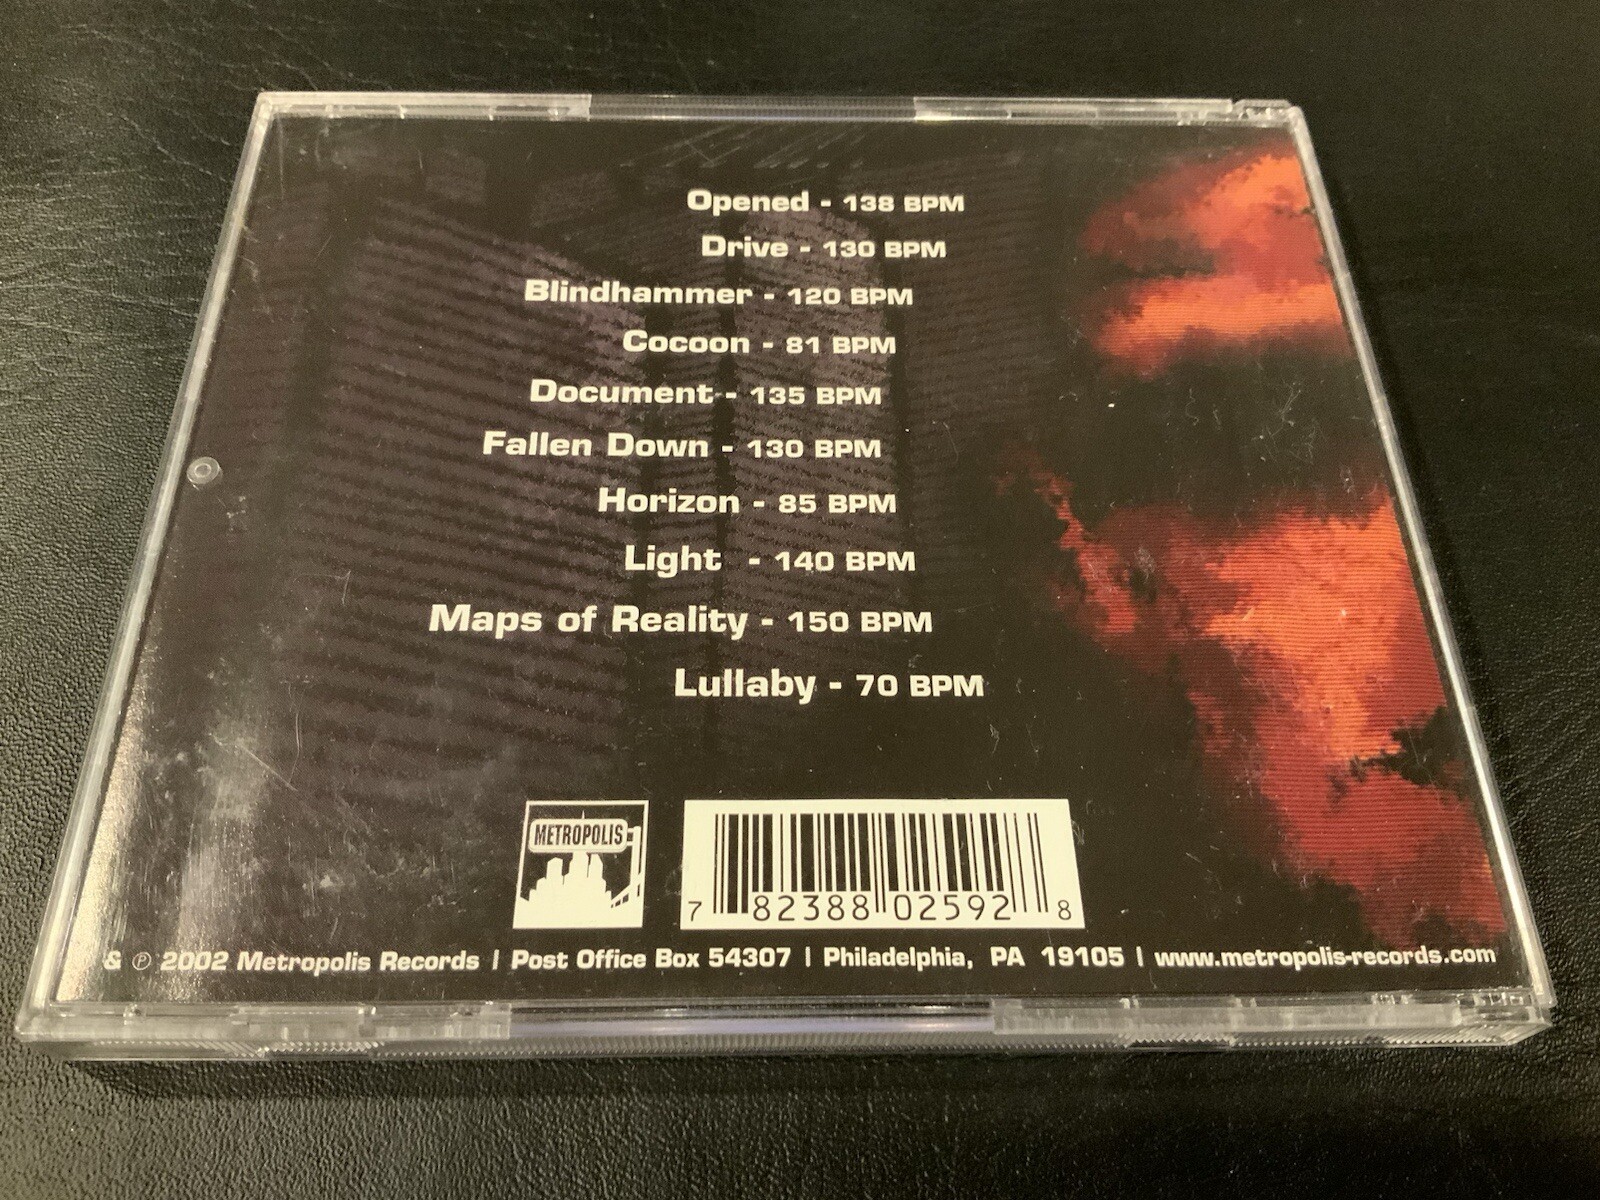 Opened - 138 BPM
Drive - 130 BPM
Blindhammer - 120 BPM
Cocoon - 81 BPM
Document - 135 BPM
Fallen Down - 130 BPM
Horizon - 85 BPM
Light - 140 BPM
Maps of Reality - 150 BPM
Lullaby - 70 BPM
METROPOLIS
7 82388 02592 8
& ℗ 2002 Metropolis Records | Post Office Box 54307 | Philadelphia, PA 19105 | www.metropolis-records.com